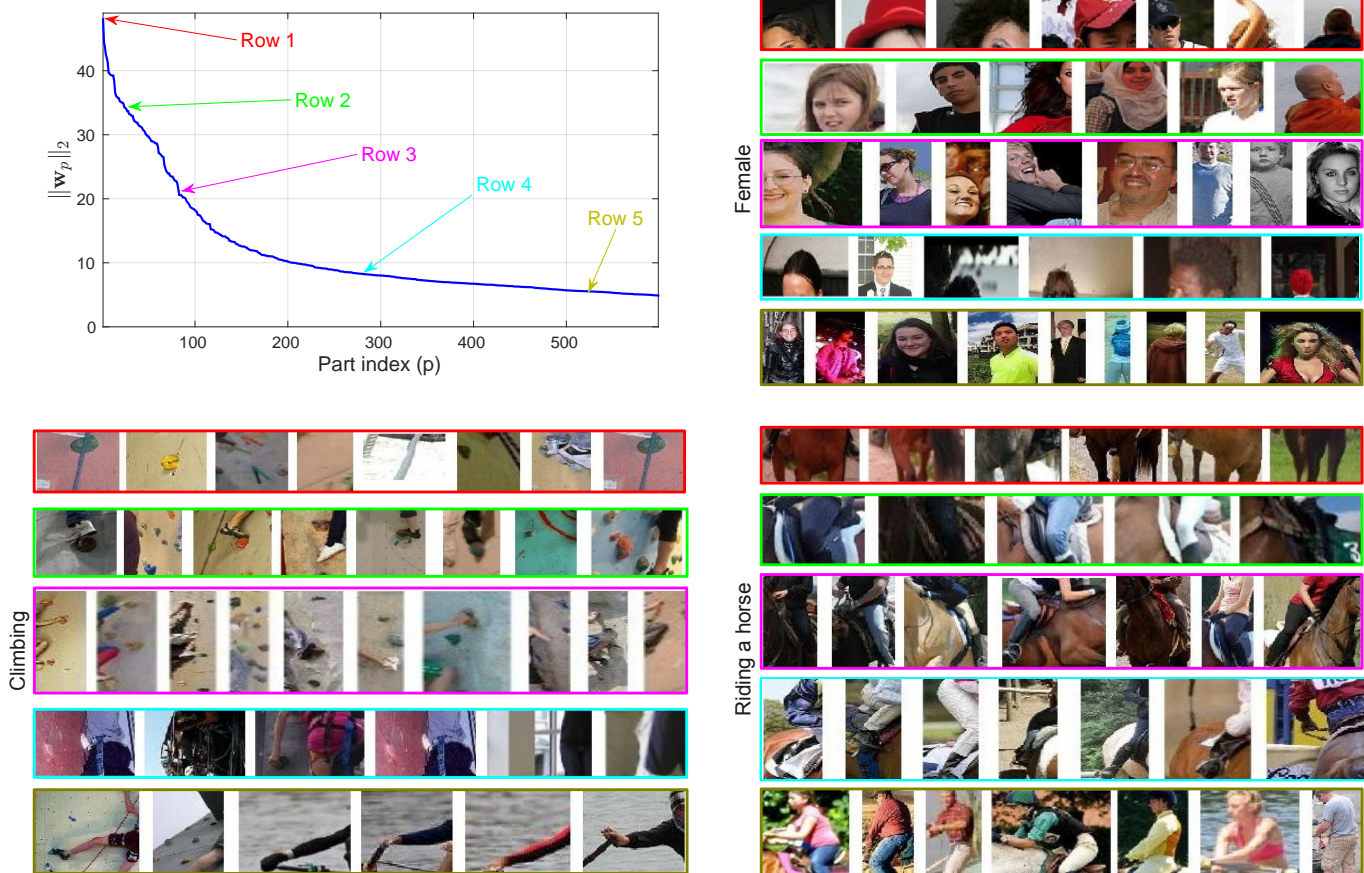 Row 1
40
Row 2
30
Row 3
20
Row 4
Row 5
10
0
100 200 300 400 500
Part index (p)
‖w_p‖_2
Female
Climbing
Riding a horse
3